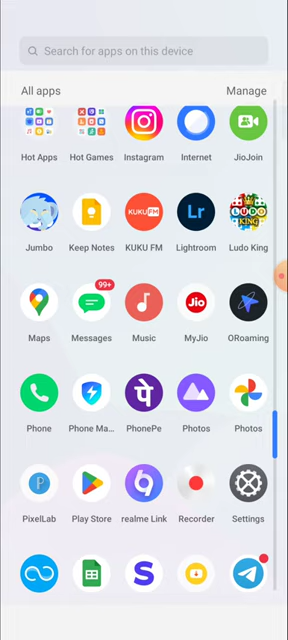 Search for apps on this device
All apps Manage
Hot Apps Hot Games Instagram Internet JioJoin
KUKU FM Lr LUDO KING
Jumbo Keep Notes KUKU FM Lightroom Ludo King
99+ Jio
Maps Messages Music MyJio ORoaming
पे
Phone Phone Ma... PhonePe Photos Photos
P
PixelLab Play Store realme Link Recorder Settings
S